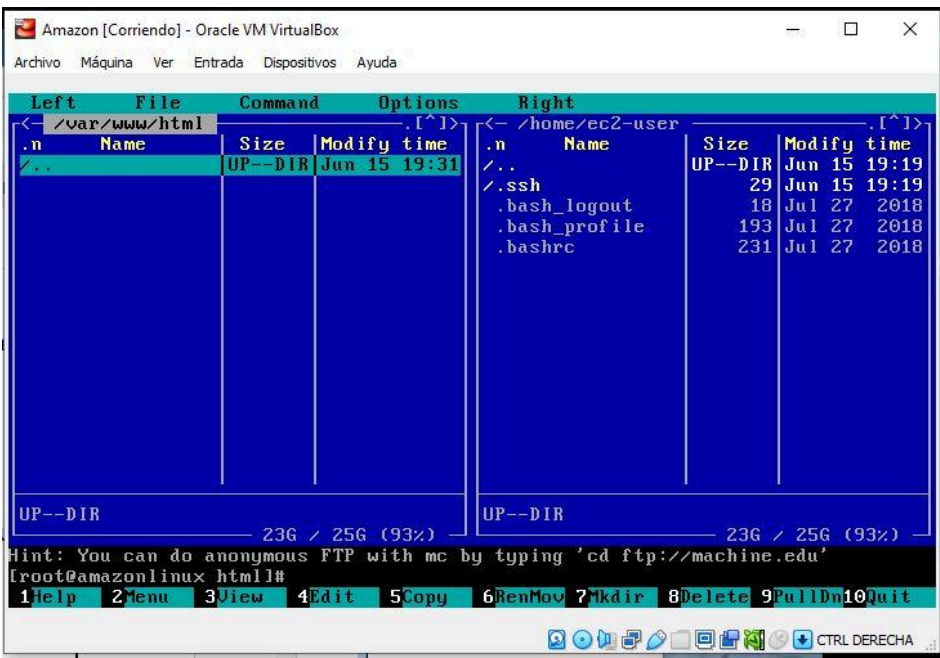 Amazon [Corriendo] - Oracle VM VirtualBox
Archivo Máquina Ver Entrada Dispositivos Ayuda
Left File Command Options Right
<─ /var/www/html ─.[^]> <─ /home/ec2-user ─.[^]>
.n Name Size Modify time .n Name Size Modify time
/.. UP--DIR Jun 15 19:31 /.. UP--DIR Jun 15 19:19
/.ssh 29 Jun 15 19:19
.bash_logout 18 Jul 27 2018
.bash_profile 193 Jul 27 2018
.bashrc 231 Jul 27 2018
UP--DIR UP--DIR
23G / 25G (93%) 23G / 25G (93%)
Hint: You can do anonymous FTP with mc by typing 'cd ftp://machine.edu'
[root@amazonlinux html]#
1Help 2Menu 3View 4Edit 5Copy 6RenMov 7Mkdir 8Delete 9PullDn 10Quit
CTRL DERECHA